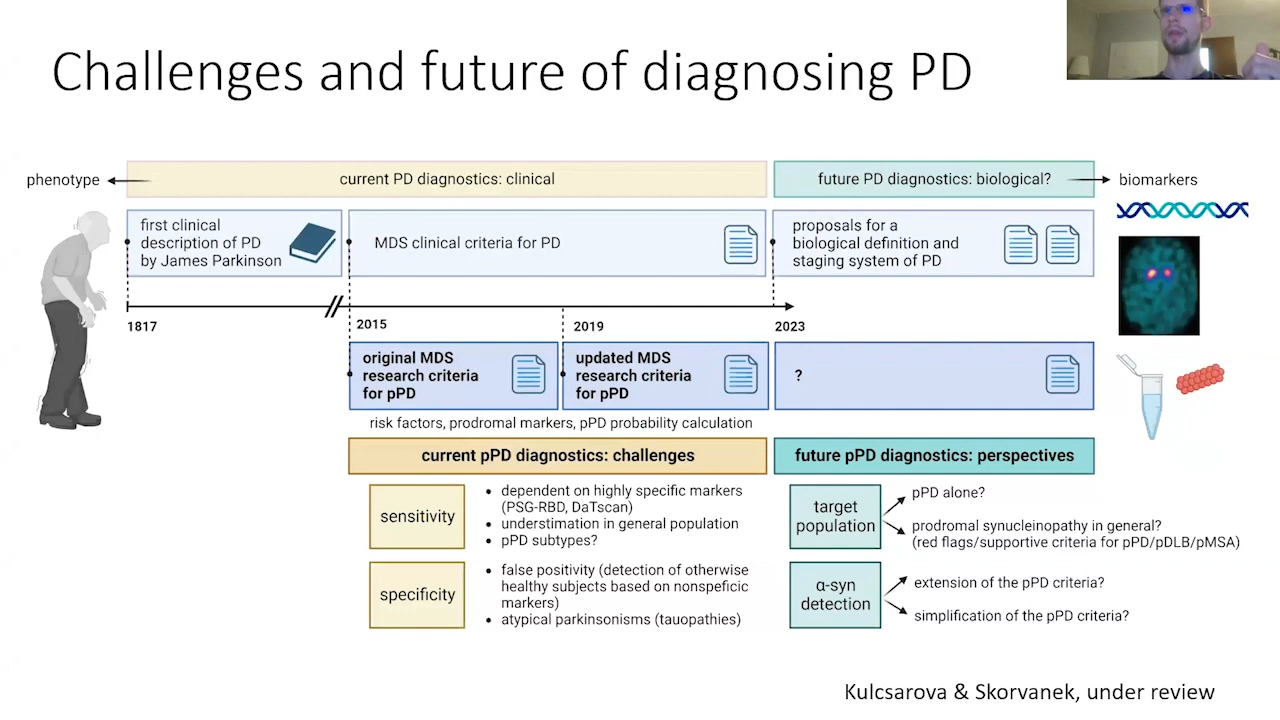 Challenges and future of diagnosing PD
phenotype
current PD diagnostics: clinical
future PD diagnostics: biological?
biomarkers
first clinical
description of PD
by James Parkinson
MDS clinical criteria for PD
proposals for a
biological definition and
staging system of PD
1817
2015
2019
2023
original MDS
research criteria
for pPD
updated MDS
research criteria
for pPD
?
risk factors, prodromal markers, pPD probability calculation
current pPD diagnostics: challenges
future pPD diagnostics: perspectives
sensitivity
• dependent on highly specific markers
(PSG-RBD, DaTscan)
• understimation in general population
• pPD subtypes?
target
population
pPD alone?
prodromal synucleinopathy in general?
(red flags/supportive criteria for pPD/pDLB/pMSA)
specificity
• false positivity (detection of otherwise
healthy subjects based on nonspeficic
markers)
• atypical parkinsonisms (tauopathies)
α-syn
detection
extension of the pPD criteria?
simplification of the pPD criteria?
Kulcsarova & Skorvanek, under review